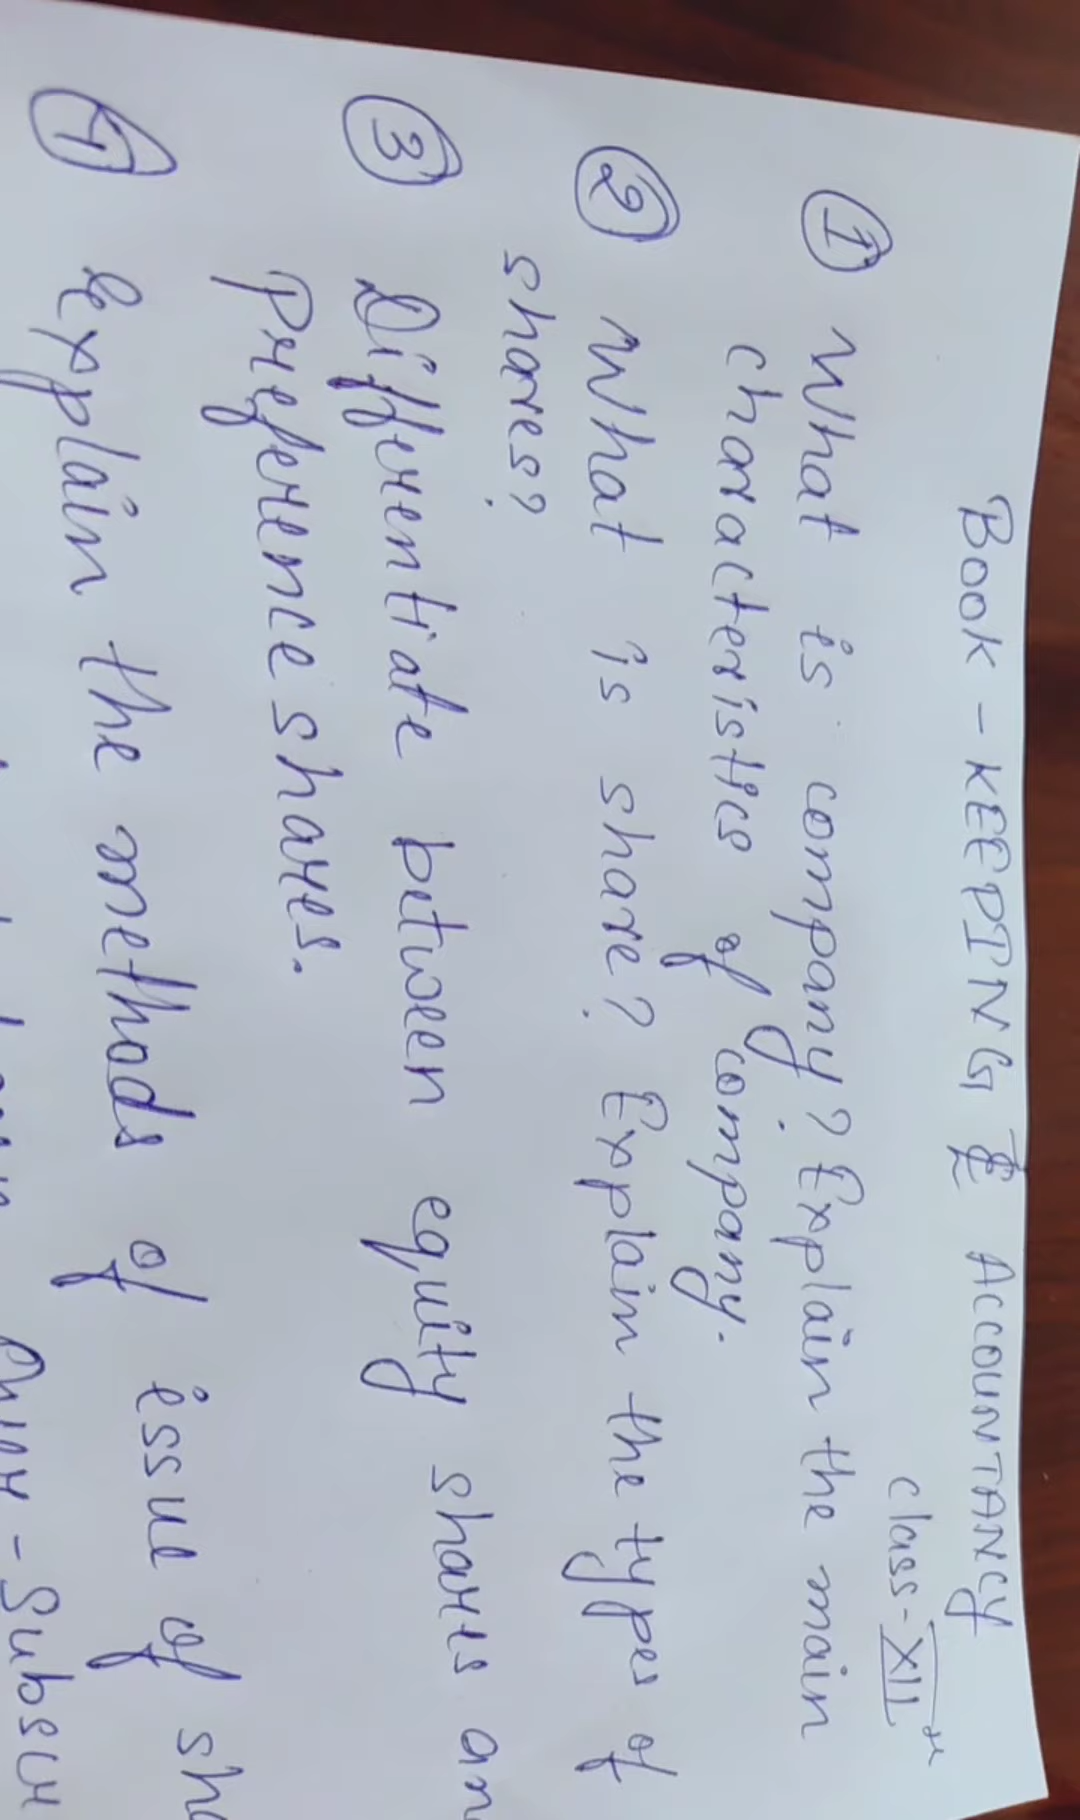 BOOK-KEEPING & ACCOUNTANCY
class-XIIth
① What is company? Explain the main
characteristics of company.
② What is share? Explain the types of
shares?
③ Differentiate between equity shares an
Preference shares.
④ Explain the methods of issue of sha